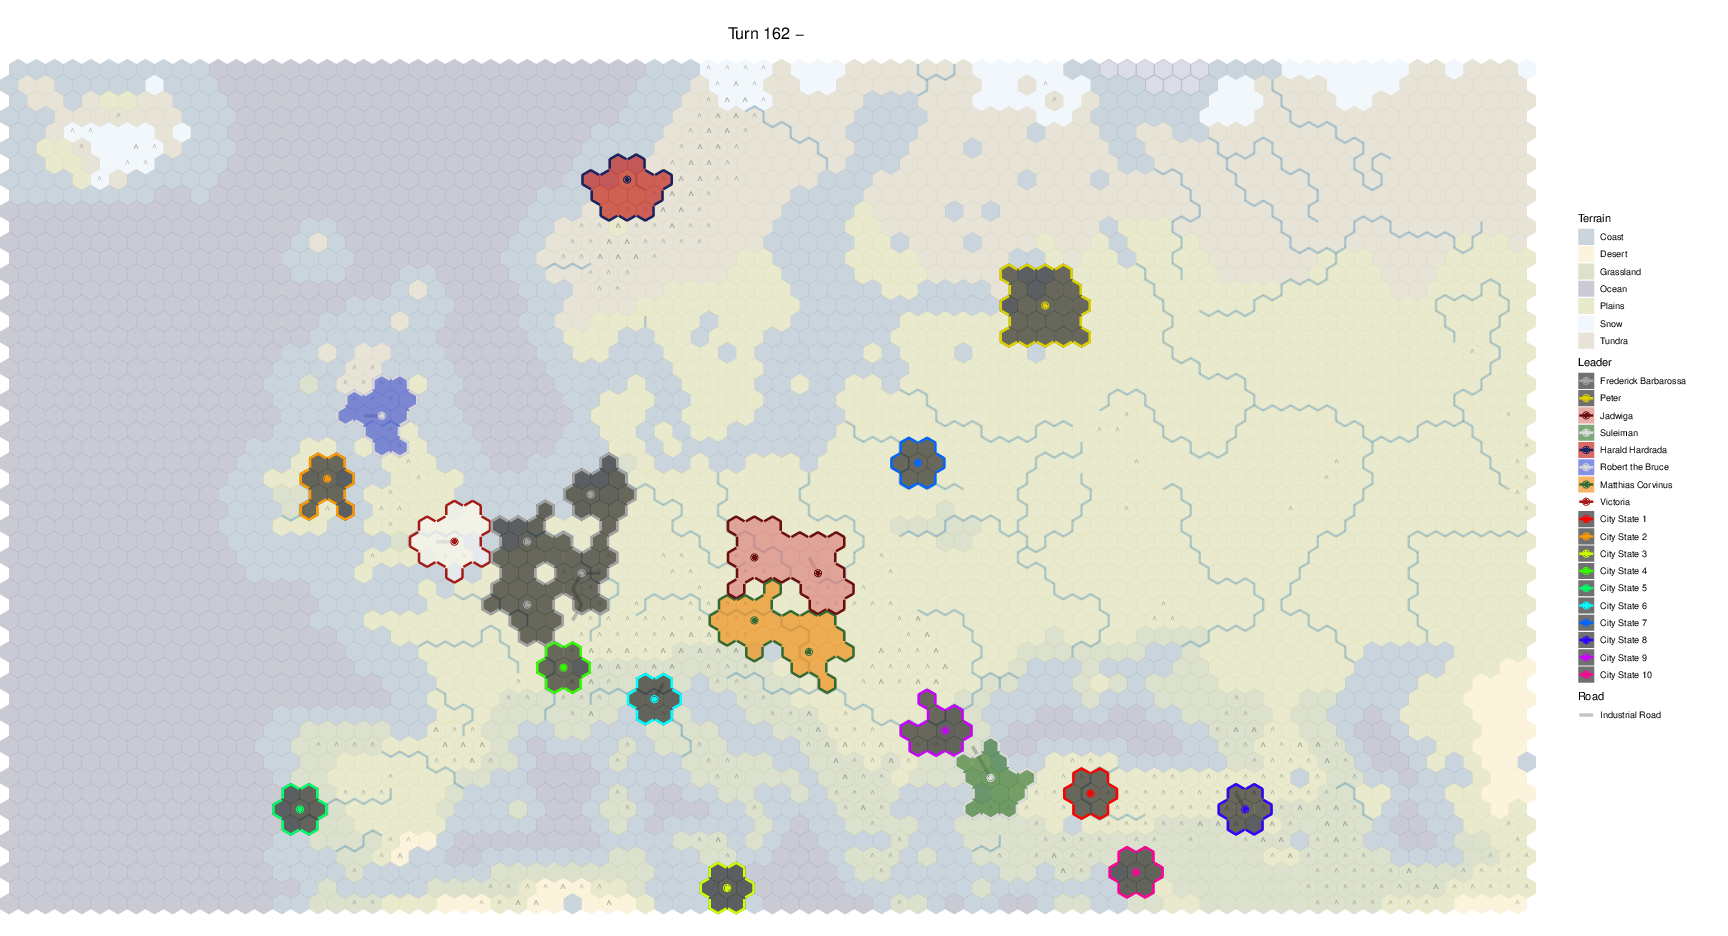 Turn 162 –
Terrain
Coast
Desert
Grassland
Ocean
Plains
Snow
Tundra
Leader
Frederick Barbarossa
Peter
Jadwiga
Suleiman
Harald Hardrada
Robert the Bruce
Matthias Corvinus
Victoria
City State 1
City State 2
City State 3
City State 4
City State 5
City State 6
City State 7
City State 8
City State 9
City State 10
Road
Industrial Road